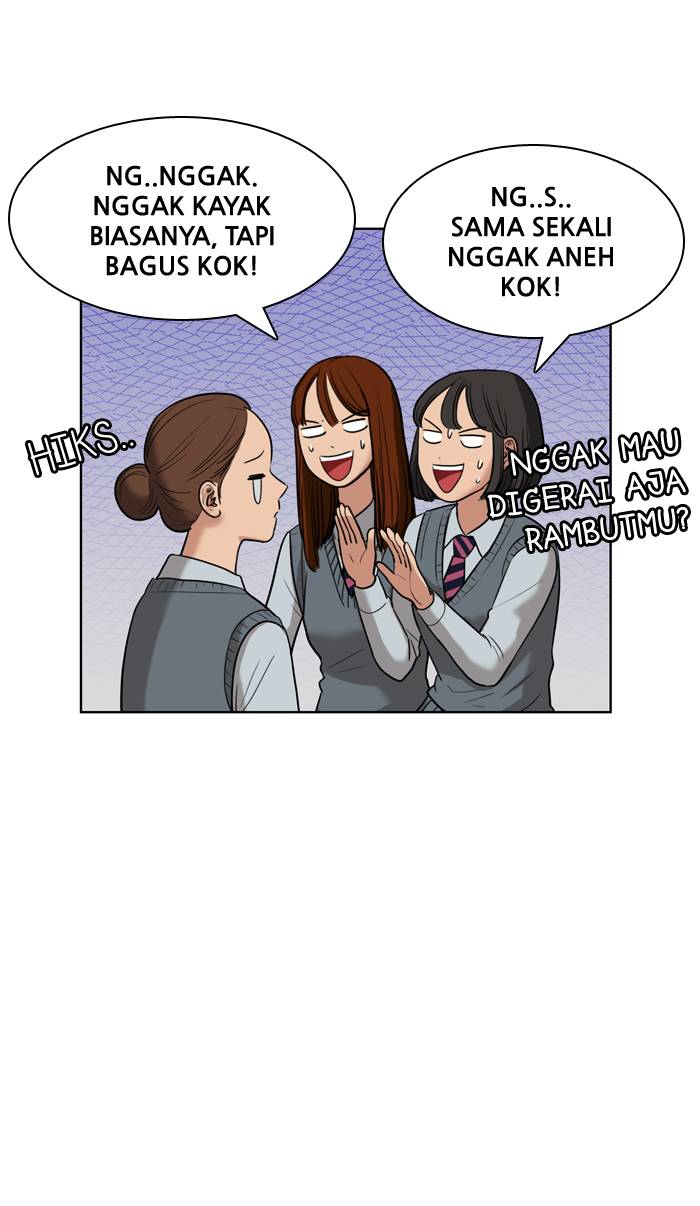 NG..NGGAK.
NGGAK KAYAK
BIASANYA, TAPI
BAGUS KOK!
NG..S..
SAMA SEKALI
NGGAK ANEH
KOK!
HIKS..
NGGAK MAU
DIGERAI AJA
RAMBUTMU?